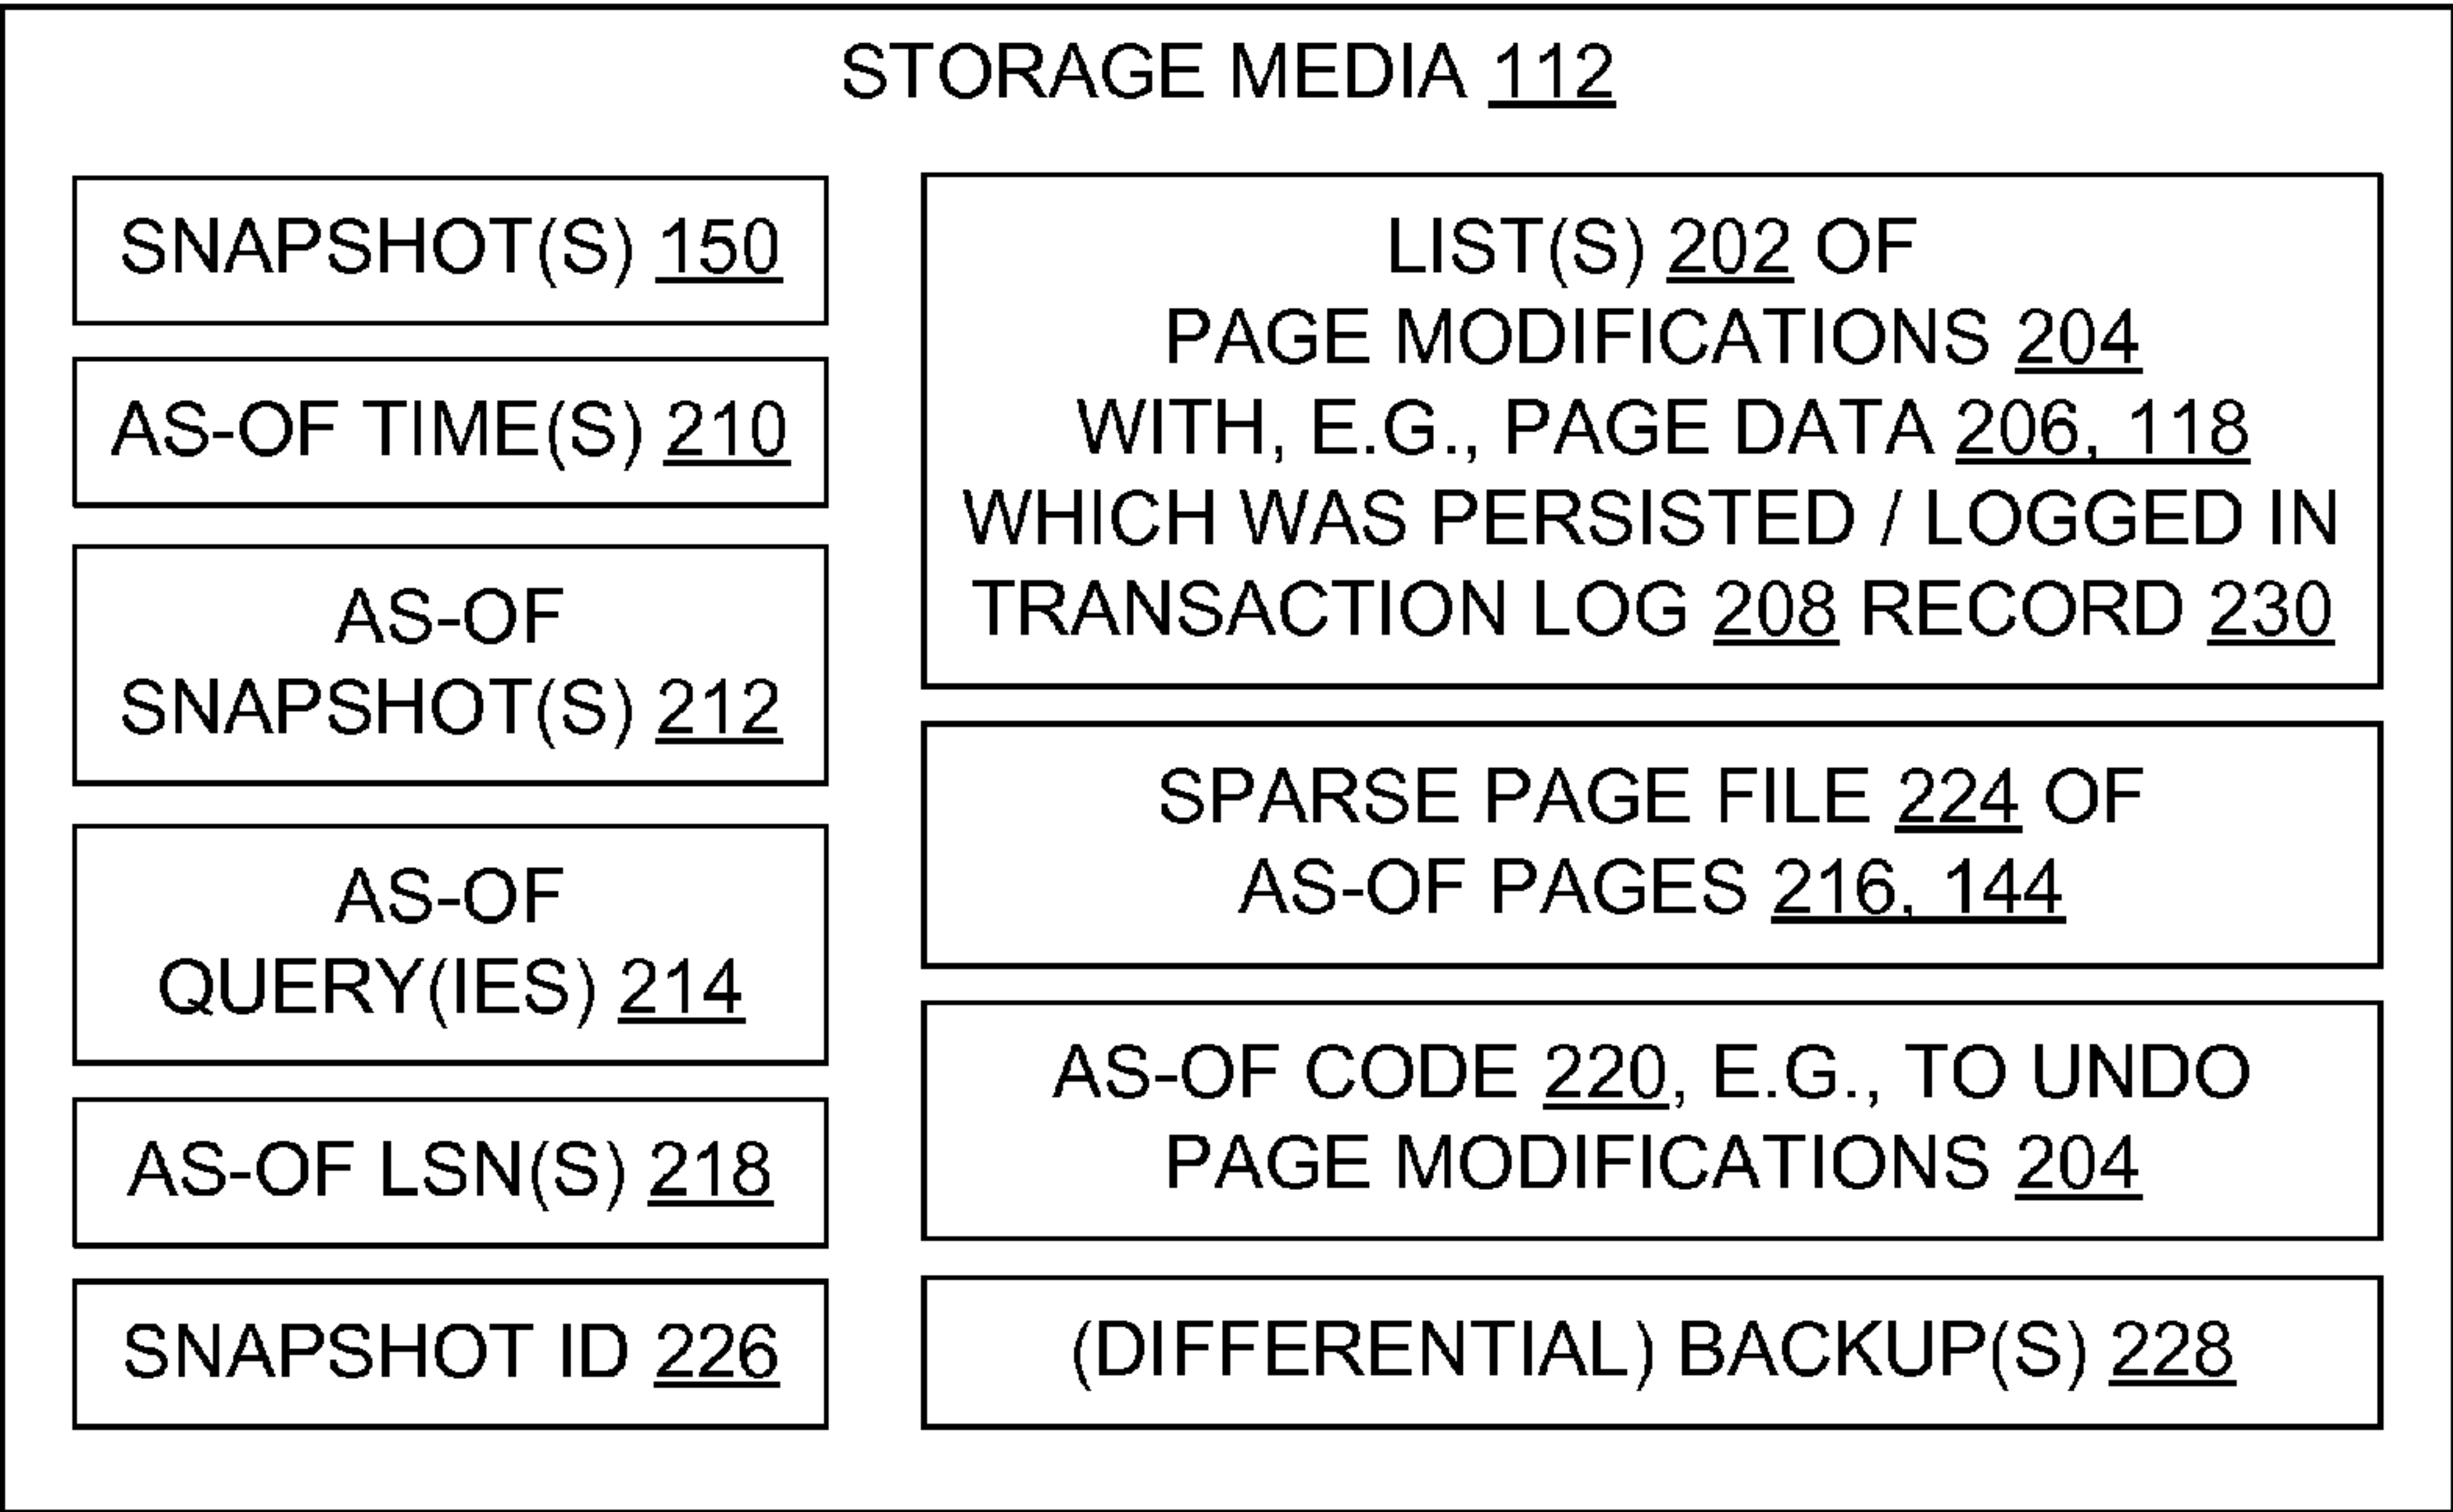 STORAGE MEDIA 112
SNAPSHOT(S) 150
AS-OF TIME(S) 210
AS-OF
SNAPSHOT(S) 212
AS-OF
QUERY(IES) 214
AS-OF LSN(S) 218
SNAPSHOT ID 226
LIST(S) 202 OF
PAGE MODIFICATIONS 204
WITH, E.G., PAGE DATA 206, 118
WHICH WAS PERSISTED / LOGGED IN
TRANSACTION LOG 208 RECORD 230
SPARSE PAGE FILE 224 OF
AS-OF PAGES 216, 144
AS-OF CODE 220, E.G., TO UNDO
PAGE MODIFICATIONS 204
(DIFFERENTIAL) BACKUP(S) 228